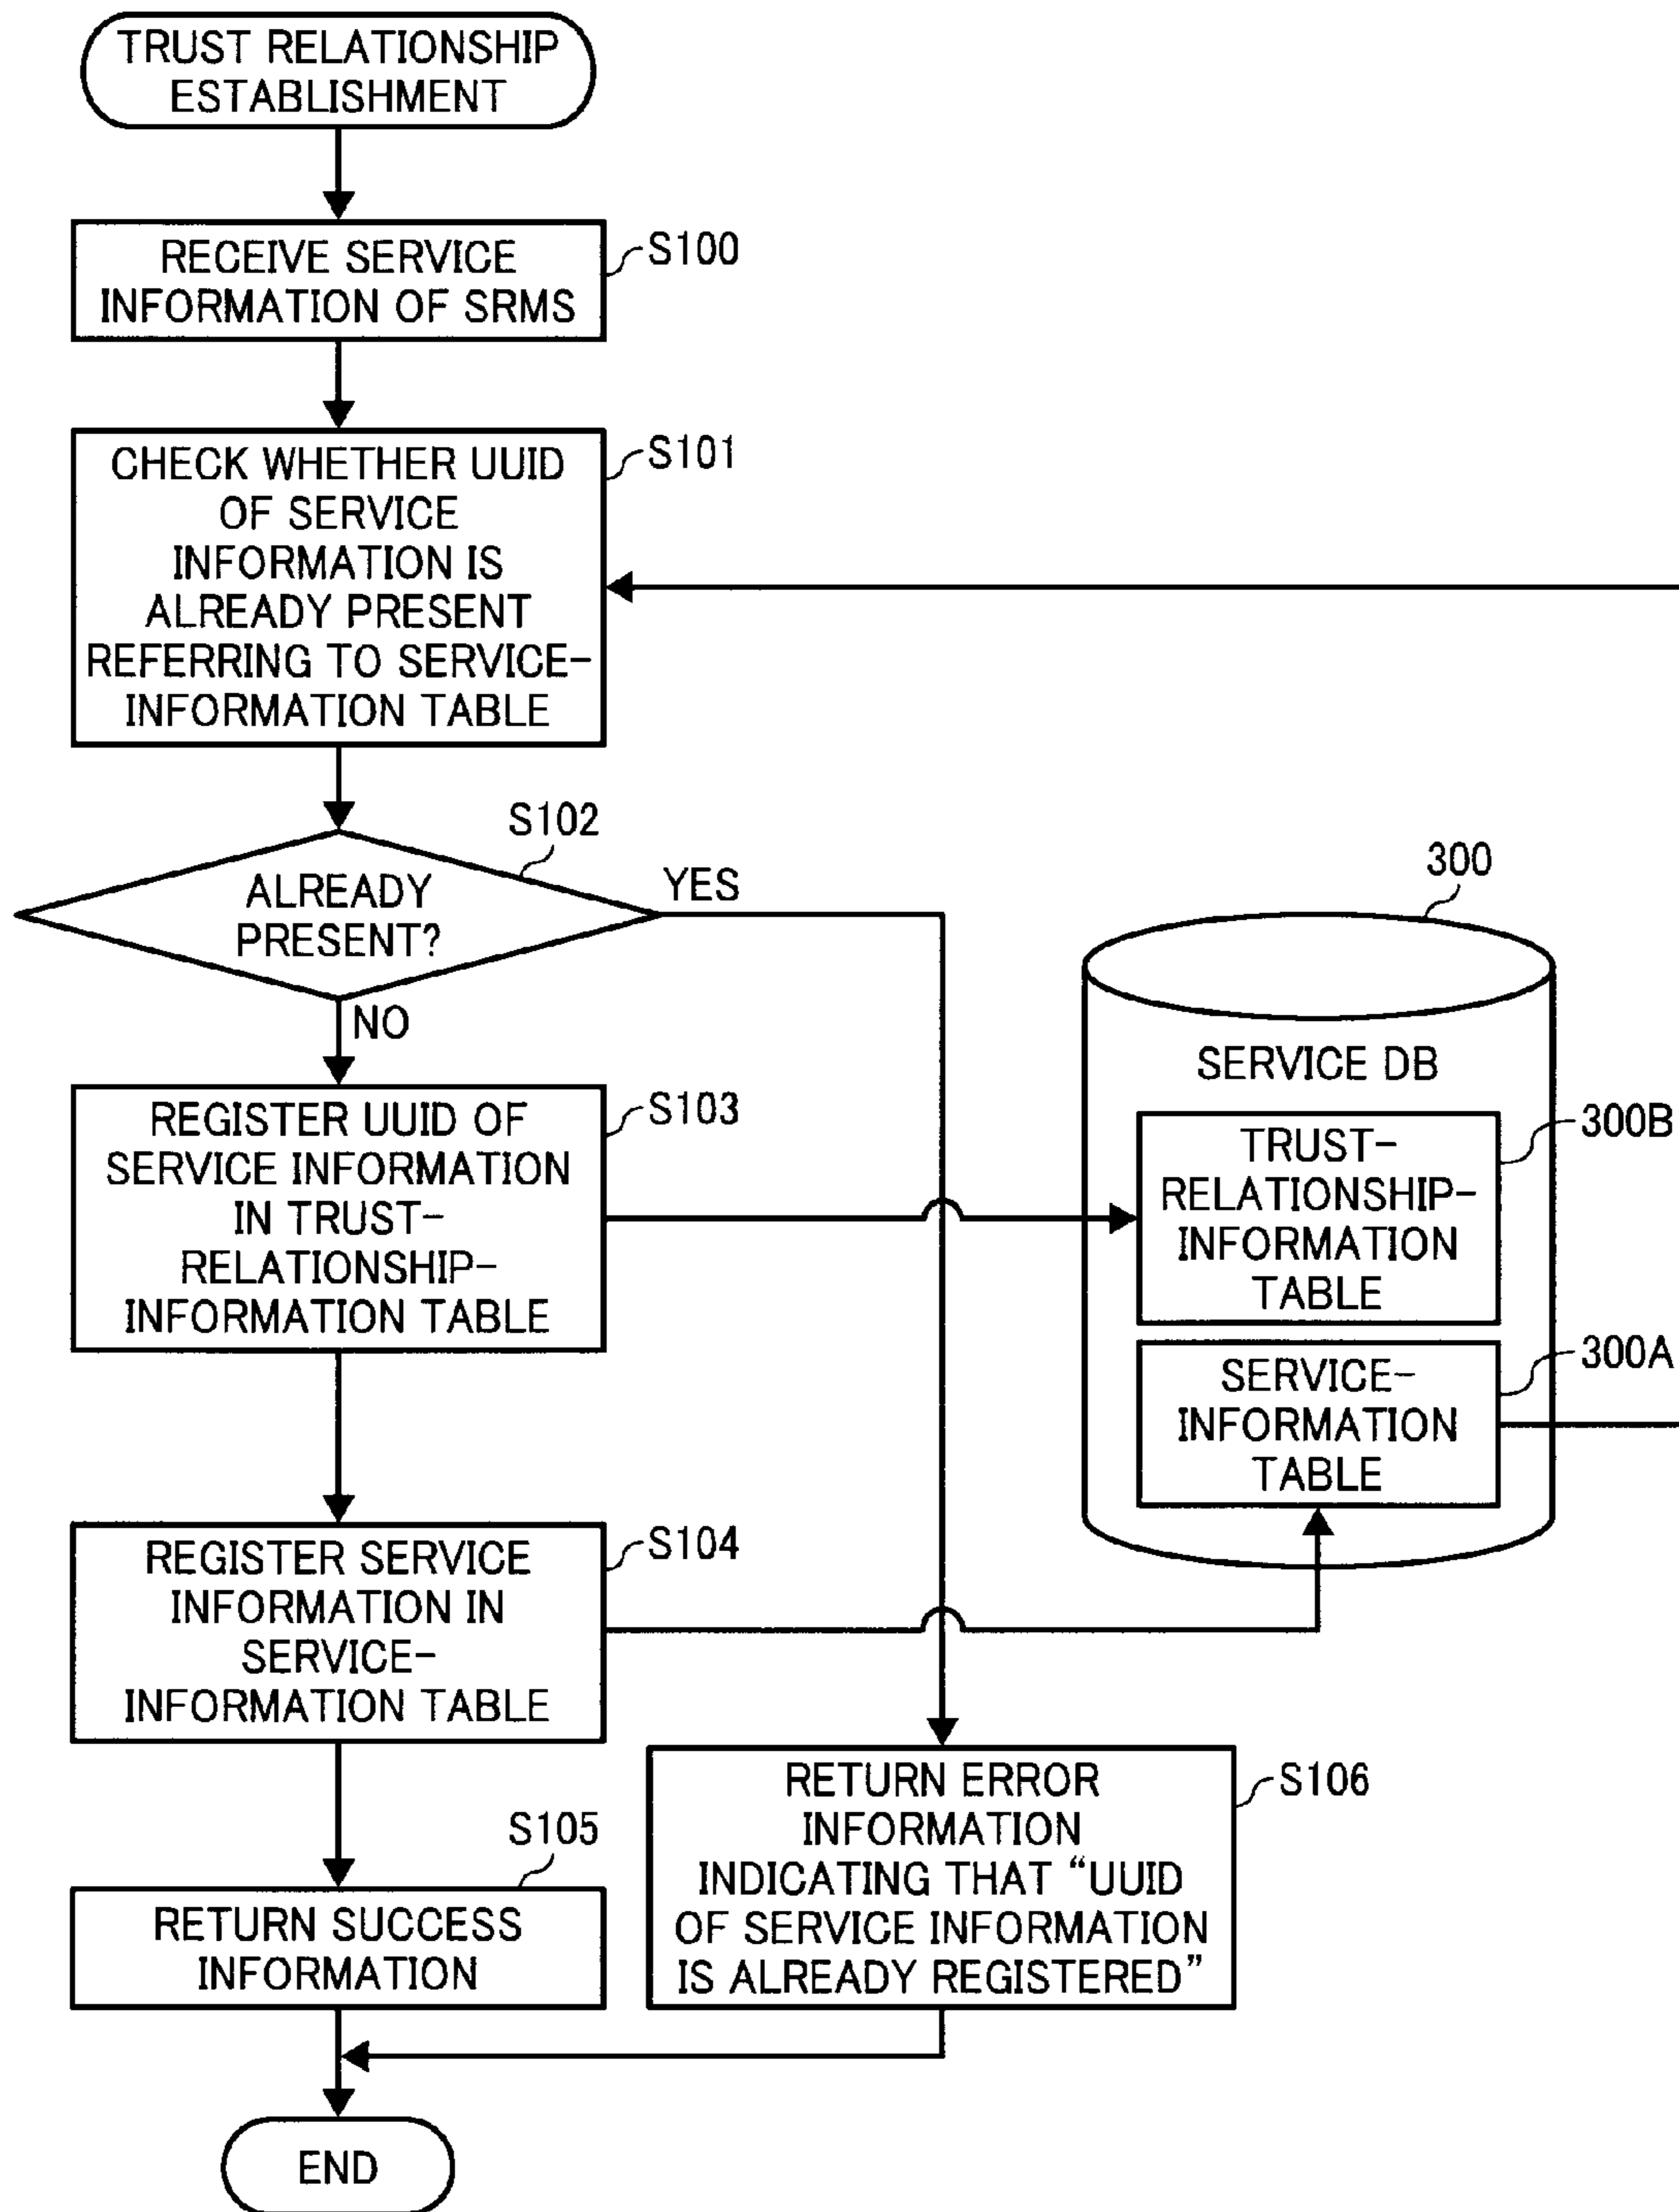 TRUST RELATIONSHIP
ESTABLISHMENT
RECEIVE SERVICE
INFORMATION OF SRMS
S100
CHECK WHETHER UUID
OF SERVICE
INFORMATION IS
ALREADY PRESENT
REFERRING TO SERVICE-
INFORMATION TABLE
S101
S102
ALREADY
PRESENT?
YES
NO
REGISTER UUID OF
SERVICE INFORMATION
IN TRUST-
RELATIONSHIP-
INFORMATION TABLE
S103
300
SERVICE DB
TRUST-
RELATIONSHIP-
INFORMATION
TABLE
300B
SERVICE-
INFORMATION
TABLE
300A
REGISTER SERVICE
INFORMATION IN
SERVICE-
INFORMATION TABLE
S104
S105
RETURN SUCCESS
INFORMATION
RETURN ERROR
INFORMATION
INDICATING THAT “UUID
OF SERVICE INFORMATION
IS ALREADY REGISTERED”
S106
END